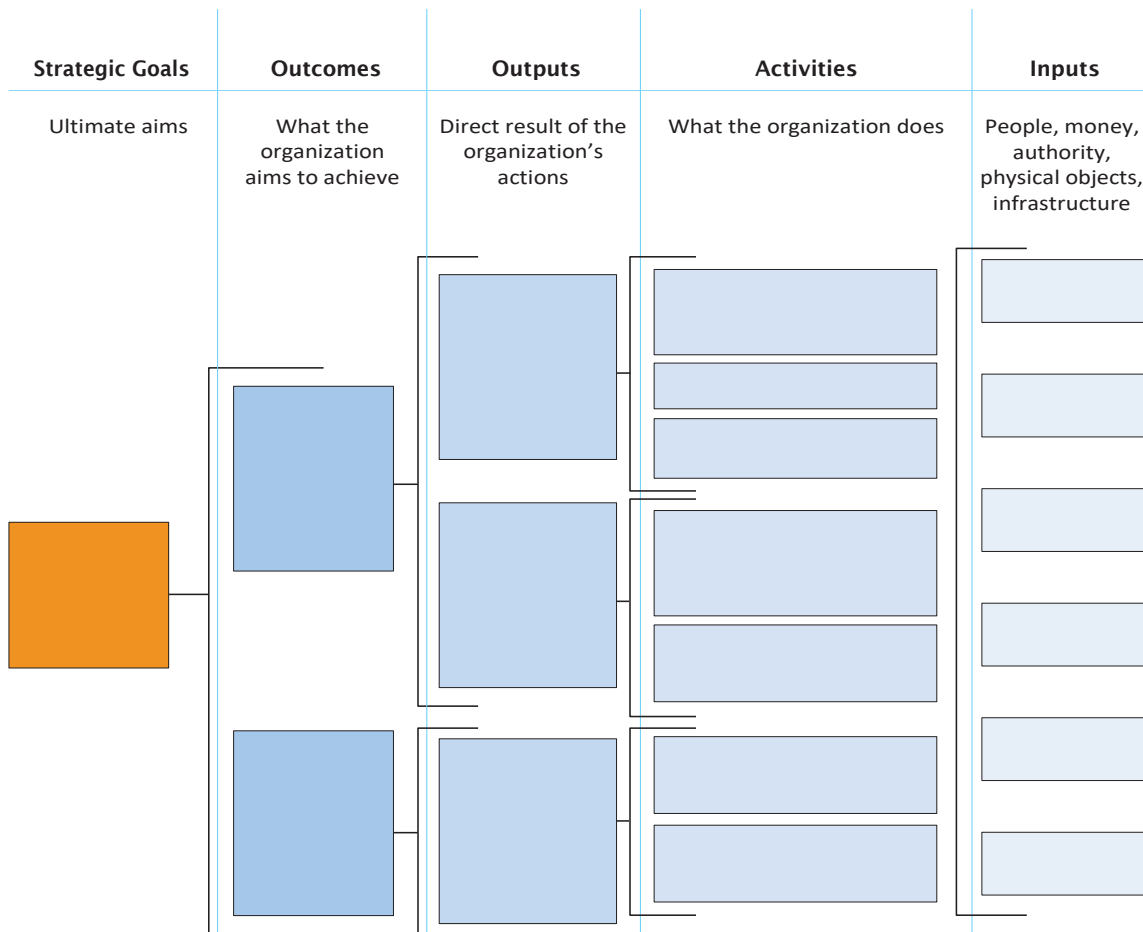 Strategic Goals
Outcomes
Outputs
Activities
Inputs
Ultimate aims
What the
organization
aims to achieve
Direct result of the
organization’s
actions
What the organization does
People, money,
authority,
physical objects,
infrastructure